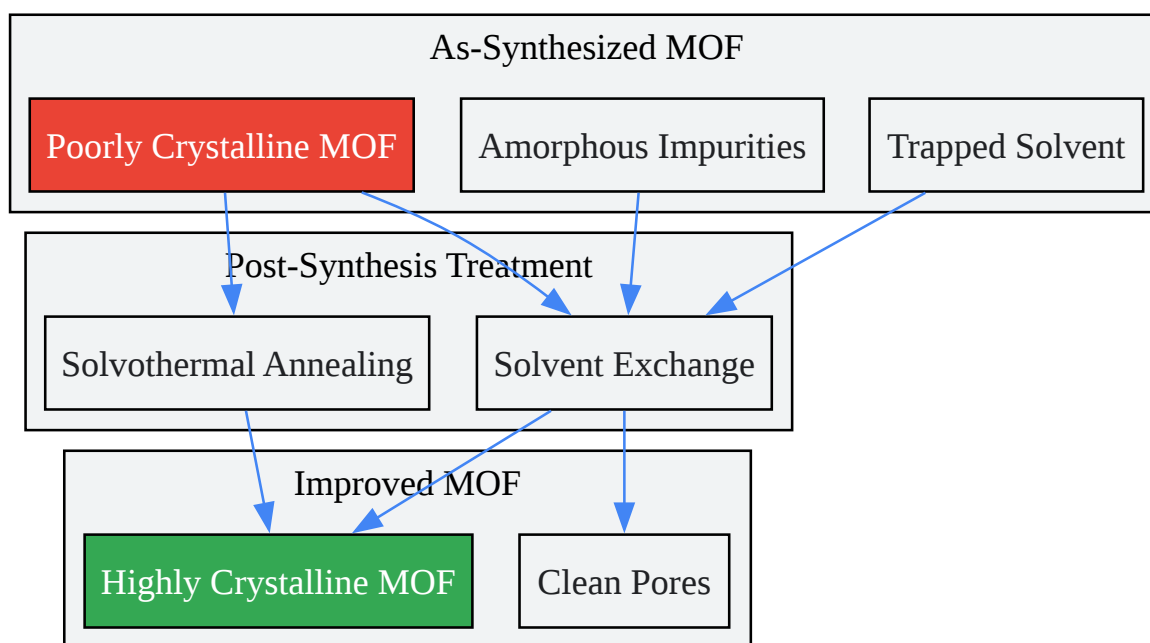 As-Synthesized MOF
Poorly Crystalline MOF
Amorphous Impurities
Trapped Solvent
Post-Synthesis Treatment
Solvothermal Annealing
Solvent Exchange
Improved MOF
Highly Crystalline MOF
Clean Pores